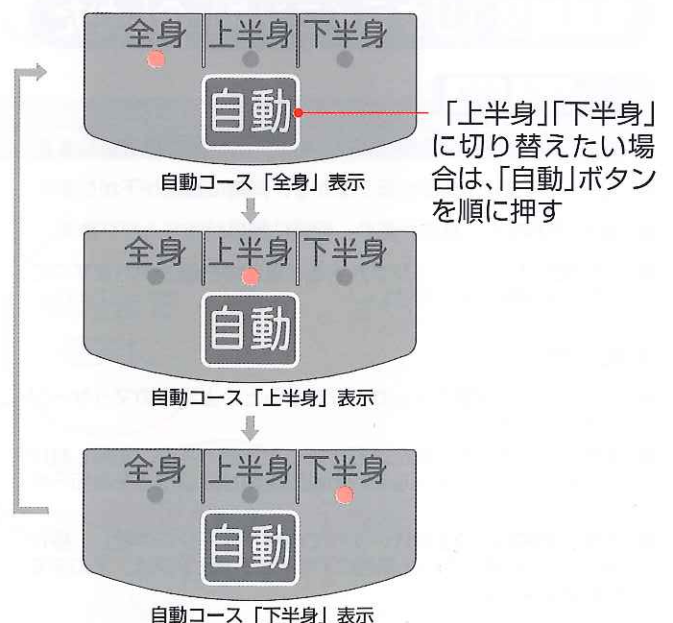 全身 上半身 下半身
自動
「上半身」「下半身」
に切り替えたい場
合は、「自動」ボタン
を順に押す
自動コース「全身」表示
全身 上半身 下半身
自動
自動コース「上半身」表示
全身 上半身 下半身
自動
自動コース「下半身」表示